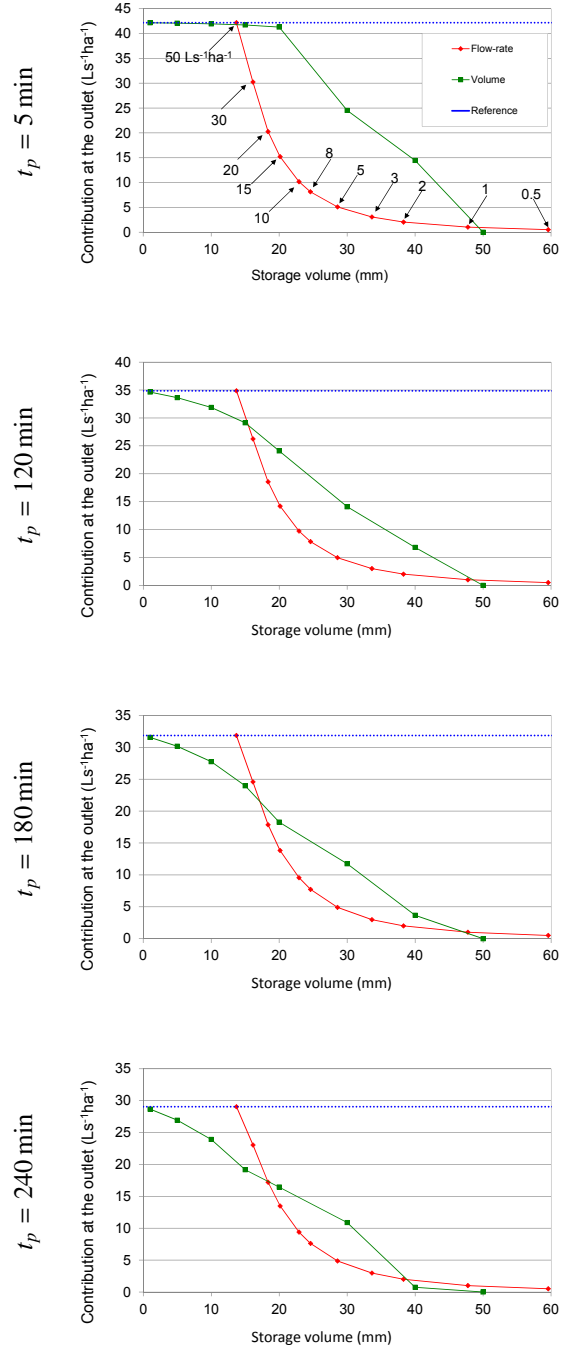 t_p = 5 min
Contribution at the outlet (Ls⁻¹ha⁻¹)
45
40
35
30
25
20
15
10
5
0
50 Ls⁻¹ha⁻¹
30
20
15
10
8
5
3
2
1
0.5
Flow-rate
Volume
Reference
0 10 20 30 40 50 60
Storage volume (mm)
t_p = 120 min
Contribution at the outlet (Ls⁻¹ha⁻¹)
40
35
30
25
20
15
10
5
0
0 10 20 30 40 50 60
Storage volume (mm)
t_p = 180 min
Contribution at the outlet (Ls⁻¹ha⁻¹)
35
30
25
20
15
10
5
0
0 10 20 30 40 50 60
Storage volume (mm)
t_p = 240 min
Contribution at the outlet (Ls⁻¹ha⁻¹)
35
30
25
20
15
10
5
0
0 10 20 30 40 50 60
Storage volume (mm)